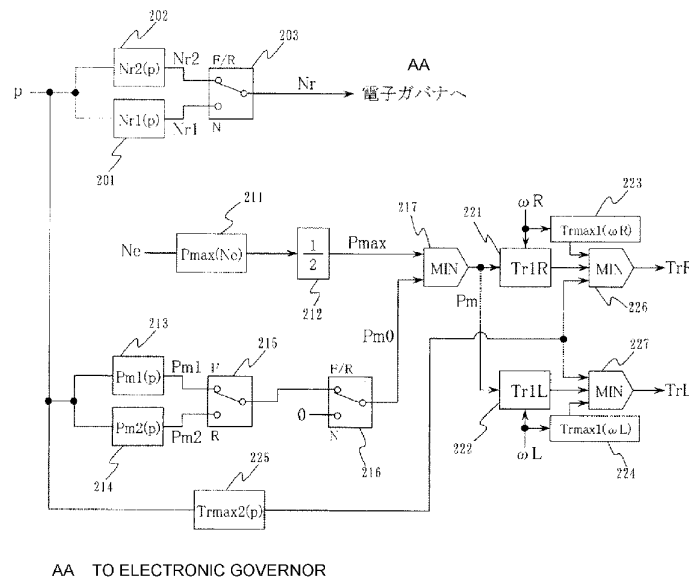 202
203
Nr2(p)
Nr2
F/R
Nr
AA
電子ガバナへ
p
Nr1(p)
Nr1
N
201
211
217
221
ωR
223
Trmax1(ωR)
Ne
Pmax(Ne)
1
2
Pmax
MIN
Tr1R
MIN
TrR
212
Pm
226
Pm0
213
215
227
Pm1(p)
Pm1
F
F/R
Tr1L
MIN
TrL
Pm2(p)
Pm2
R
0
N
222
ωL
Trmax1(ωL)
214
225
216
224
Trmax2(p)
AA TO ELECTRONIC GOVERNOR